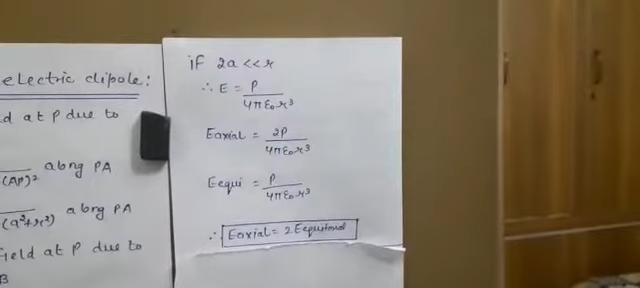 electric dipole:
d at P due to
(AP)² along PA
(a²+r²) along PA
ield at P due to
B
if 2a << r
∴ E = P / 4πε₀r³
Eaxial = 2P / 4πε₀r³
Eequi = P / 4πε₀r³
∴ Eaxial = 2 Eequitorial